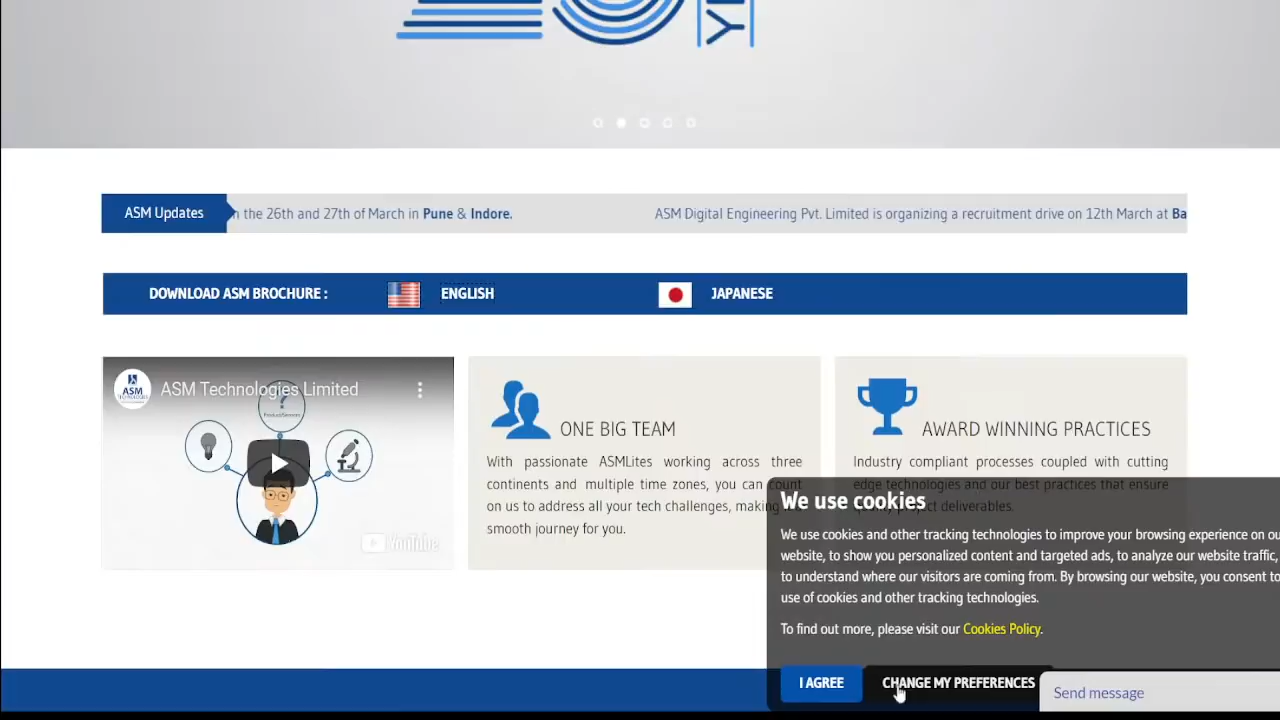 ASM Updates
the 26th and 27th of March in Pune & Indore.
ASM Digital Engineering Pvt. Limited is organizing a recruitment drive on 12th March at Ba
DOWNLOAD ASM BROCHURE :
ENGLISH
JAPANESE
ASM
ASM Technologies Limited
?
YouTube
ONE BIG TEAM
With passionate ASMLites working across three
continents and multiple time zones, you can count
on us to address all your tech challenges, making
smooth journey for you.
AWARD WINNING PRACTICES
Industry compliant processes coupled with cutting
edge technologies and our best practices that ensure
project deliverables.
We use cookies
We use cookies and other tracking technologies to improve your browsing experience on ou
website, to show you personalized content and targeted ads, to analyze our website traffic,
to understand where our visitors are coming from. By browsing our website, you consent to
use of cookies and other tracking technologies.
To find out more, please visit our Cookies Policy.
I AGREE
CHANGE MY PREFERENCES
Send message